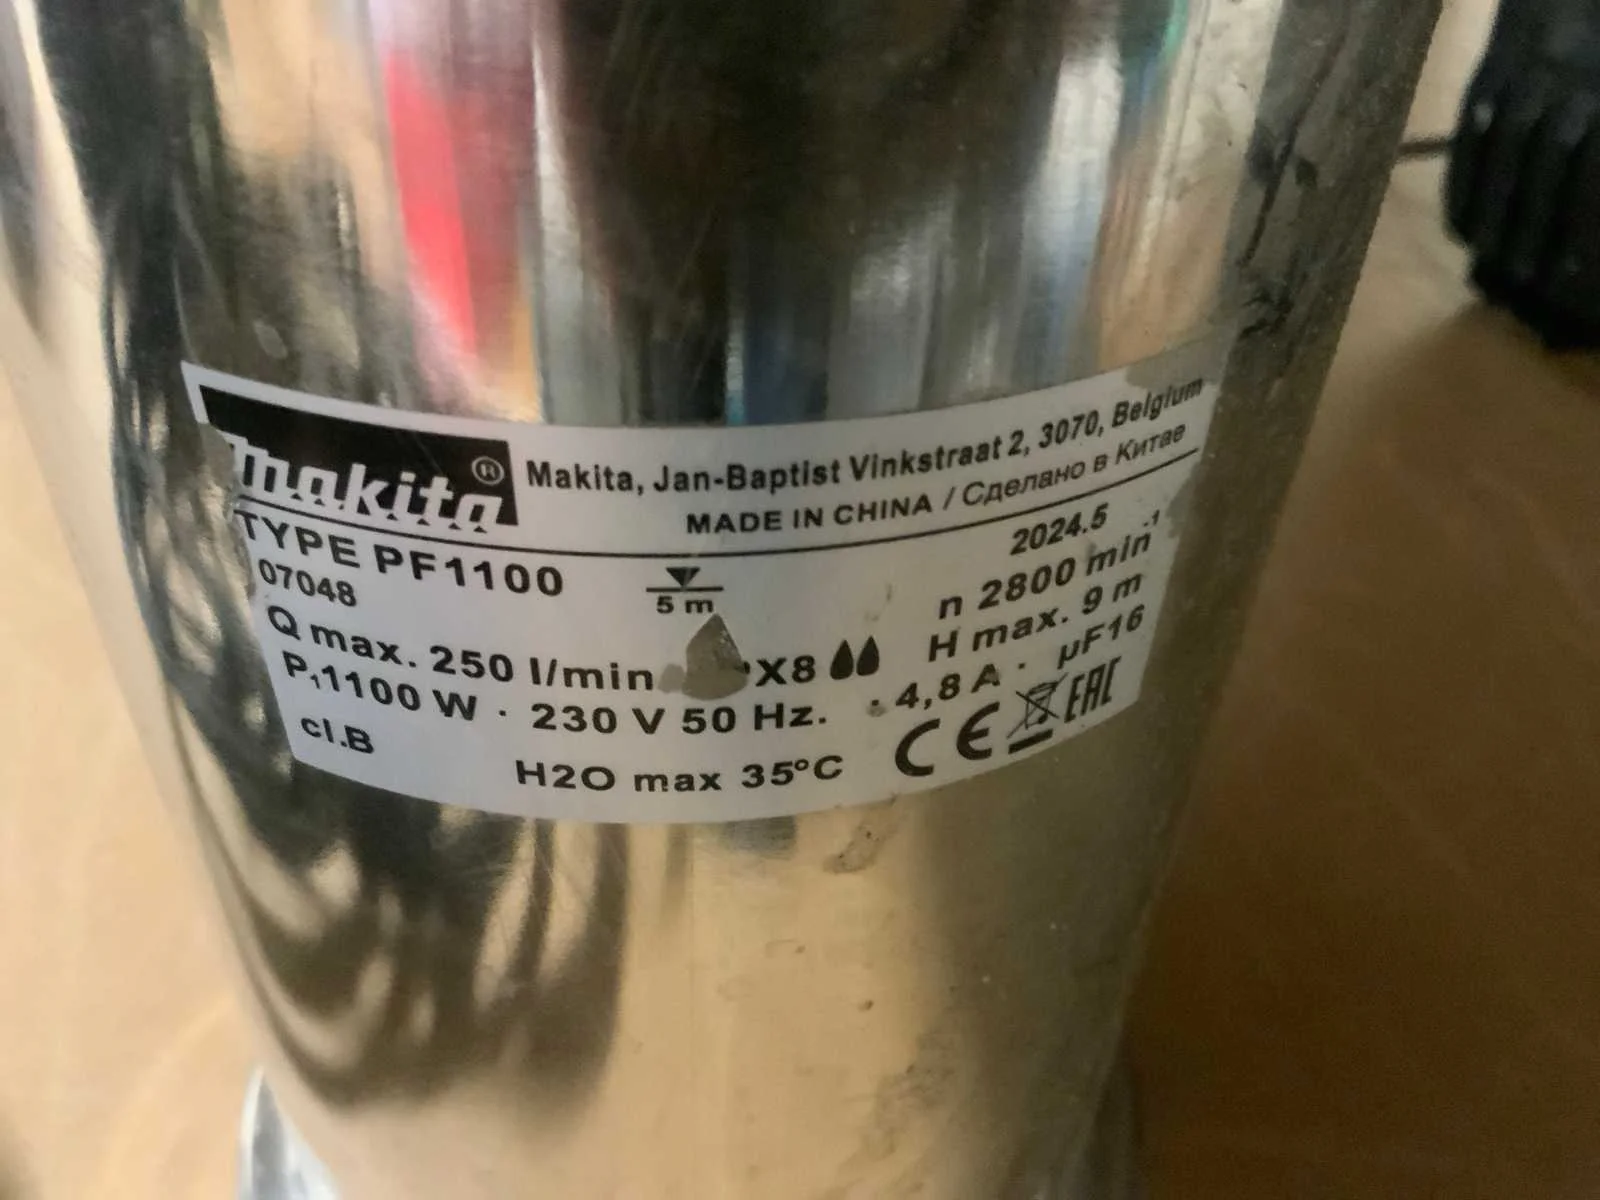 makita®
Makita, Jan-Baptist Vinkstraat 2, 3070, Belgium
MADE IN CHINA / Сделано в Китае
TYPE PF1100
2024.5
07048
5 m
n 2800 min-1
Q max. 250 l/min
X8
H max. 9 m
P1 1100 W · 230 V 50 Hz. · 4,8 A · µF16
cl.B
H2O max 35°C
CE
EAC